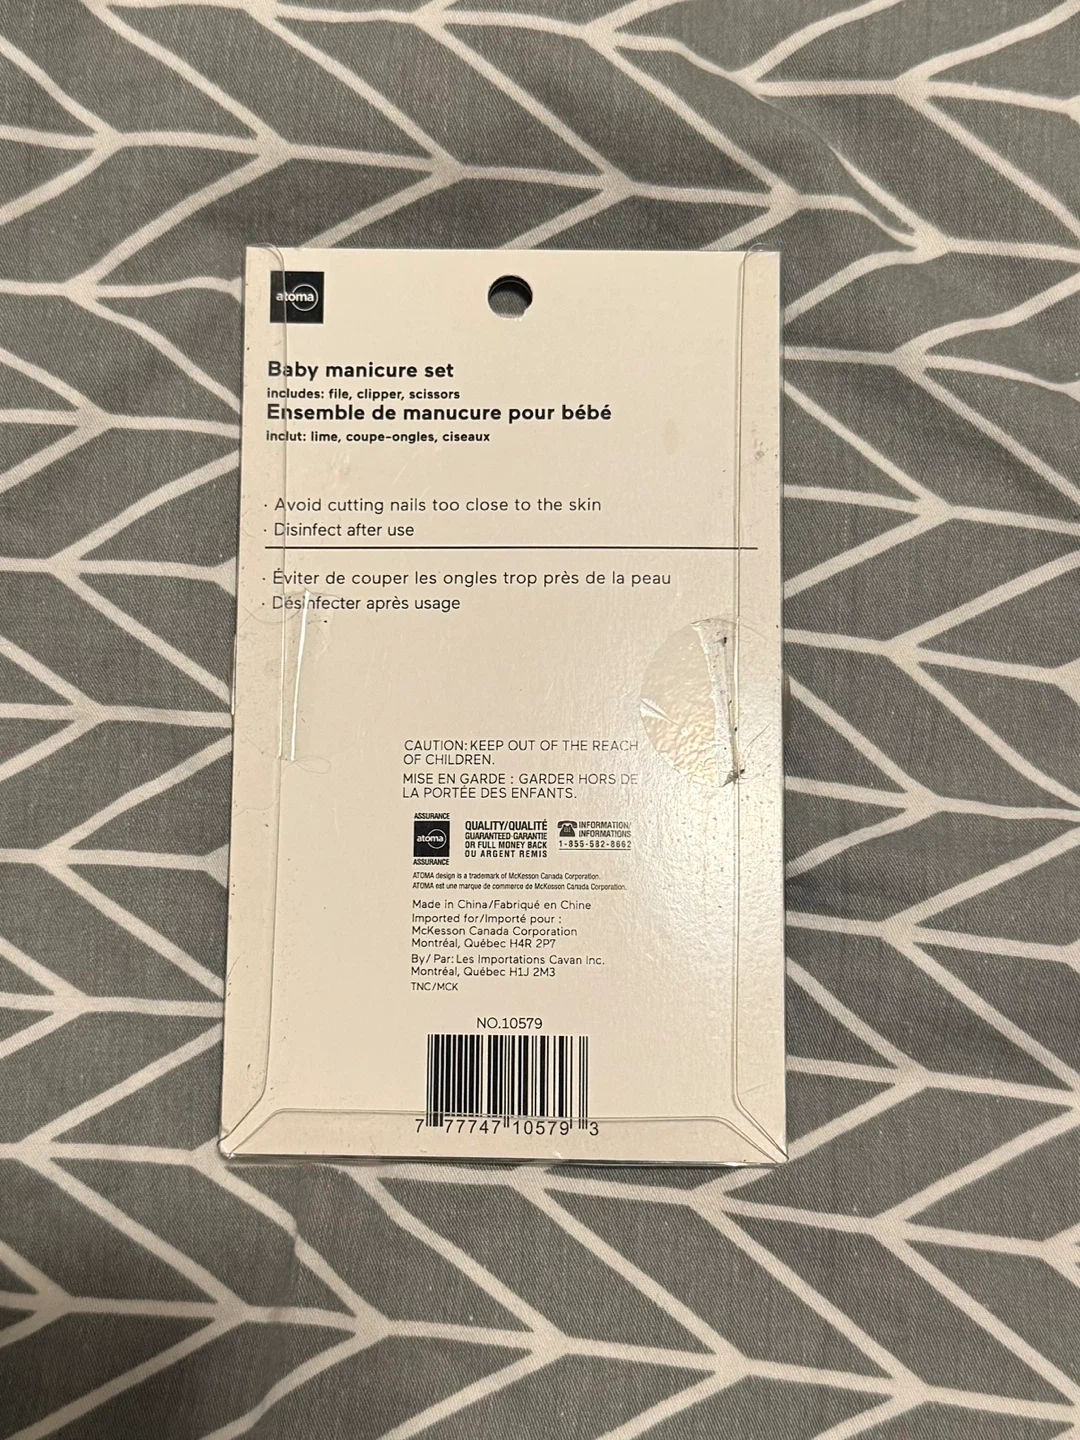 atoma
Baby manicure set
includes: file, clipper, scissors
Ensemble de manucure pour bébé
inclut: lime, coupe-ongles, ciseaux
· Avoid cutting nails too close to the skin
· Disinfect after use
· Éviter de couper les ongles trop près de la peau
· Désinfecter après usage
CAUTION: KEEP OUT OF THE REACH
OF CHILDREN.
MISE EN GARDE : GARDER HORS DE
LA PORTÉE DES ENFANTS.
ASSURANCE
atoma
ASSURANCE
QUALITY/QUALITÉ
GUARANTEED·GARANTIE
OR FULL MONEY BACK
OU ARGENT REMIS
INFORMATION/
INFORMATIONS
1-855-582-8662
ATOMA design is a trademark of McKesson Canada Corporation.
ATOMA est une marque de commerce de McKesson Canada Corporation.
Made in China/Fabriqué en Chine
Imported for/Importé pour :
McKesson Canada Corporation
Montréal, Québec H4R 2P7
By/ Par: Les Importations Cavan Inc.
Montréal, Québec H1J 2M3
TNC/MCK
NO.10579
7 77747 10579 3